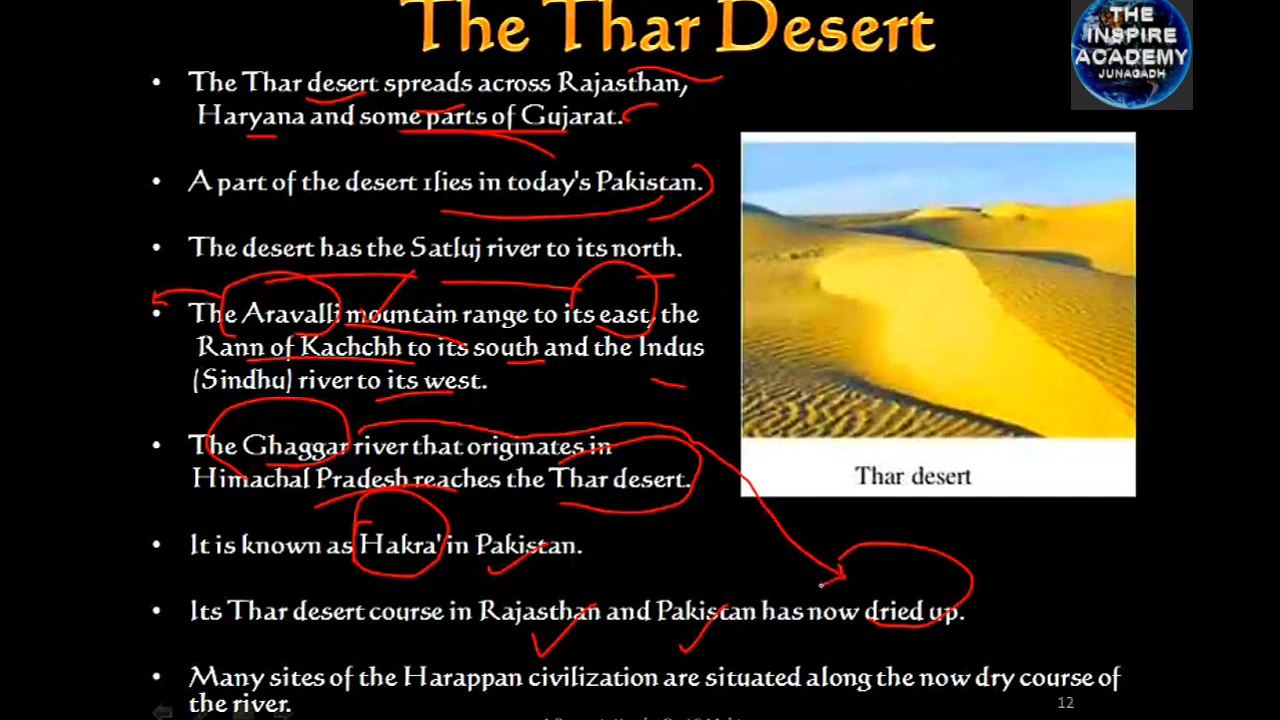 The Thar Desert
THE
INSPIRE
ACADEMY
JUNAGADH
• The Thar desert spreads across Rajasthan,
Haryana and some parts of Gujarat.
• A part of the desert ılies in today's Pakistan.
• The desert has the Satluj river to its north.
• The Aravalli mountain range to its east, the
Rann of Kachchh to its south and the Indus
(Sindhu) river to its west.
• The Ghaggar river that originates in
Himachal Pradesh reaches the Thar desert.
• It is known as Hakra' in Pakistan.
• Its Thar desert course in Rajasthan and Pakistan has now dried up.
• Many sites of the Harappan civilization are situated along the now dry course of
the river.
Thar desert
12